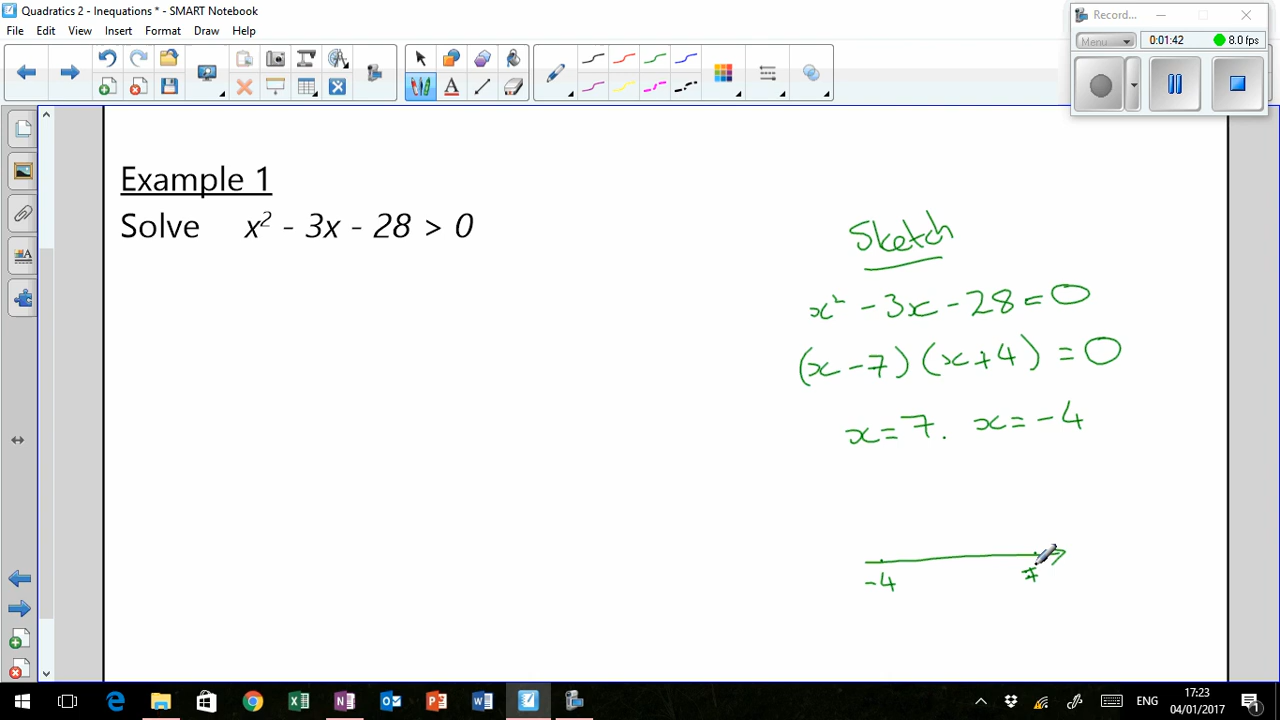 Quadratics 2 - Inequations * - SMART Notebook
File Edit View Insert Format Draw Help
Record...
Menu
0:01:42
8.0 fps
Example 1
Solve x² - 3x - 28 > 0
Sketch
x² - 3x - 28 = 0
(x - 7) (x + 4) = 0
x = 7. x = -4
-4 7
ENG
17:23
04/01/2017
1